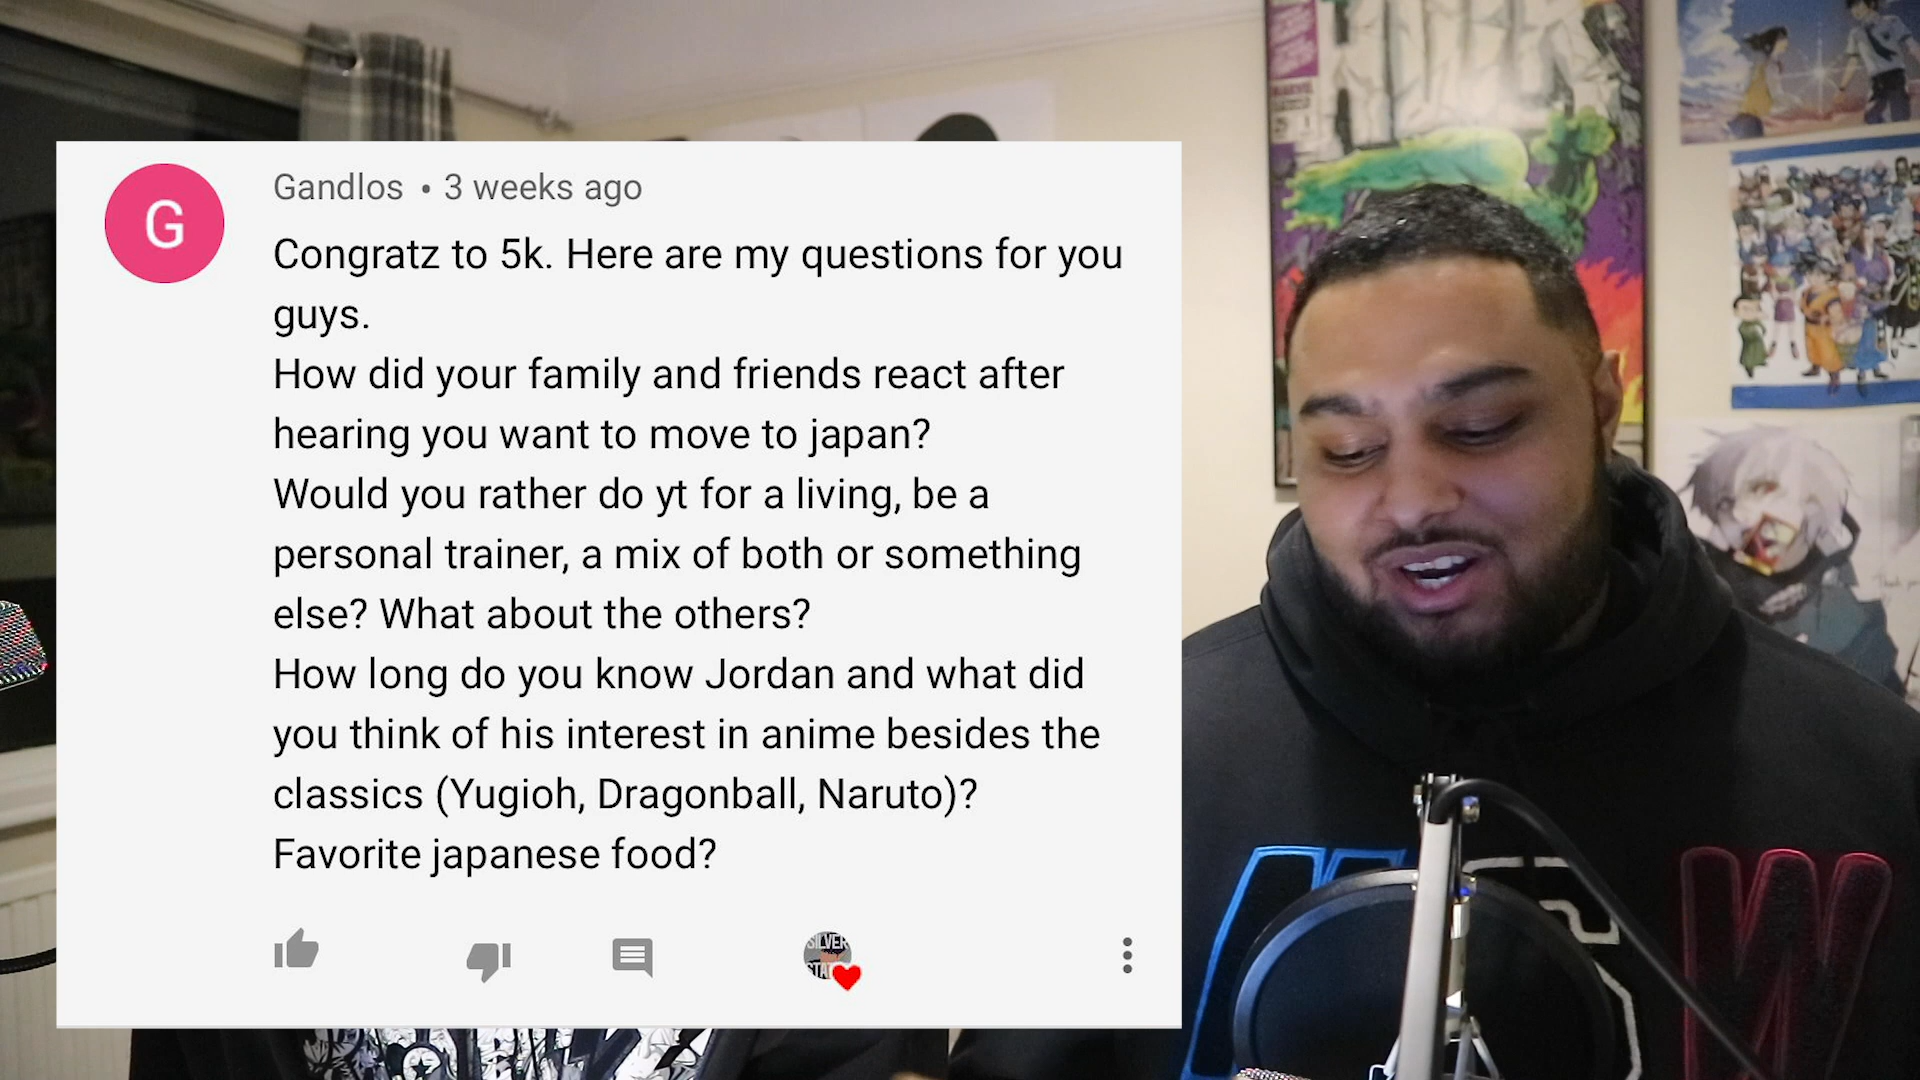 Gandlos • 3 weeks ago
Congratz to 5k. Here are my questions for you
guys.
How did your family and friends react after
hearing you want to move to japan?
Would you rather do yt for a living, be a
personal trainer, a mix of both or something
else? What about the others?
How long do you know Jordan and what did
you think of his interest in anime besides the
classics (Yugioh, Dragonball, Naruto)?
Favorite japanese food?
G
SILVER
MARVEL